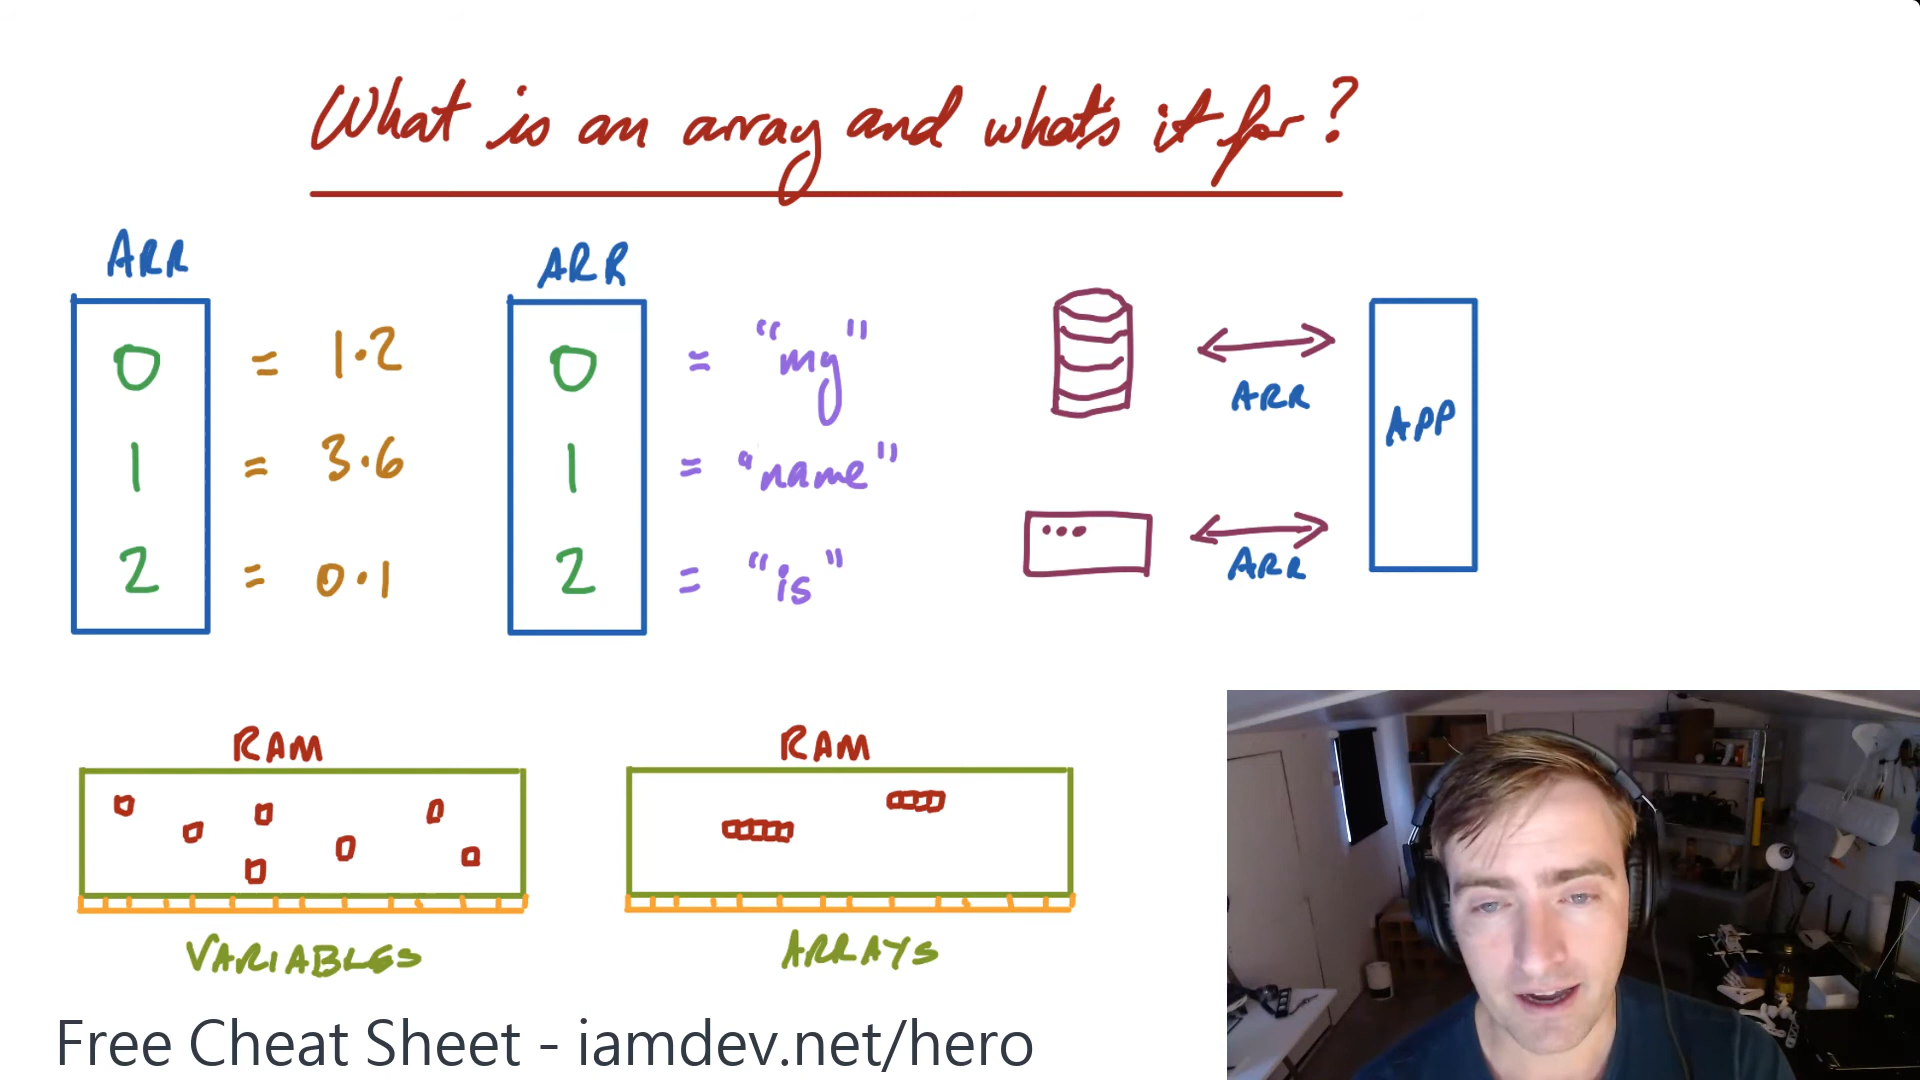 What is an array and what's it for?
ARR
0 = 1.2
1 = 3.6
2 = 0.1
ARR
0 = "my"
1 = "name"
2 = "is"
ARR
ARR
APP
RAM
VARIABLES
RAM
ARRAYS
Free Cheat Sheet - iamdev.net/hero